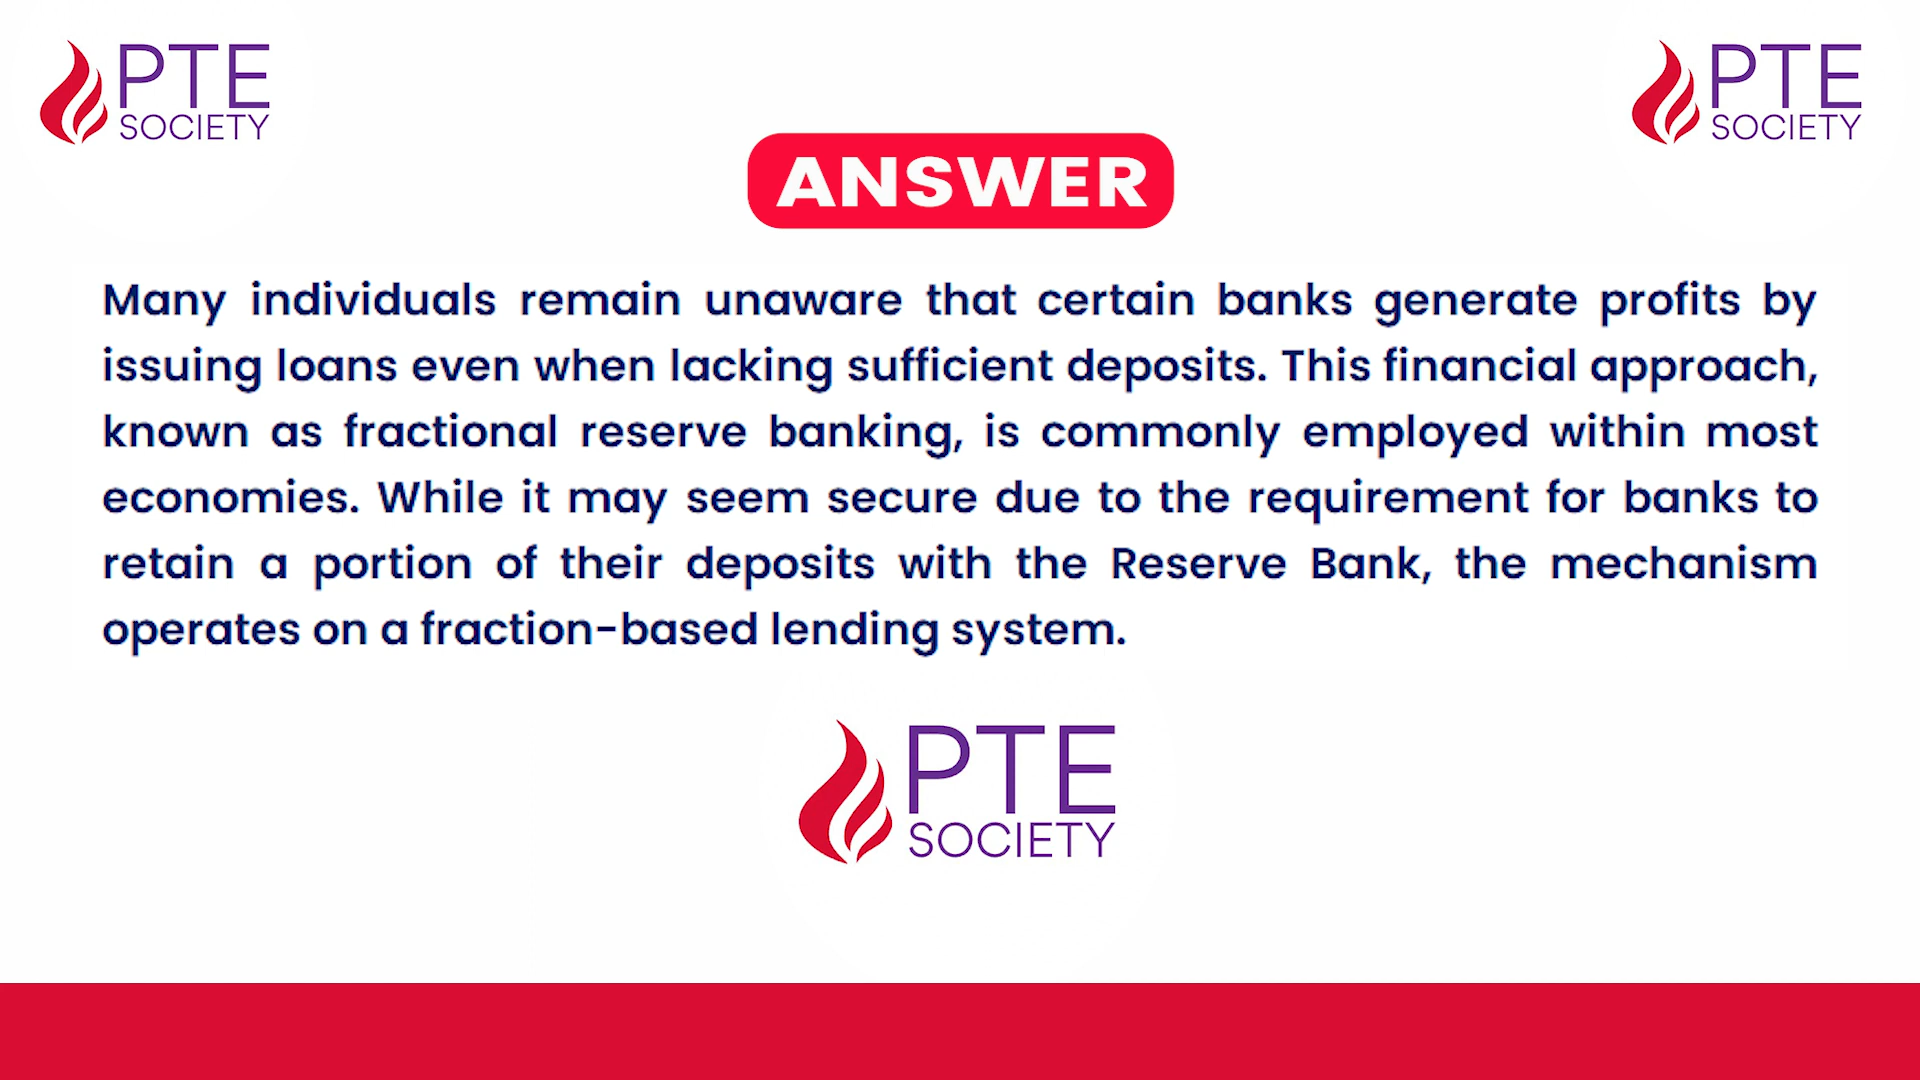 PTE
SOCIETY
PTE
SOCIETY
ANSWER
Many individuals remain unaware that certain banks generate profits by
issuing loans even when lacking sufficient deposits. This financial approach,
known as fractional reserve banking, is commonly employed within most
economies. While it may seem secure due to the requirement for banks to
retain a portion of their deposits with the Reserve Bank, the mechanism
operates on a fraction-based lending system.
PTE
SOCIETY